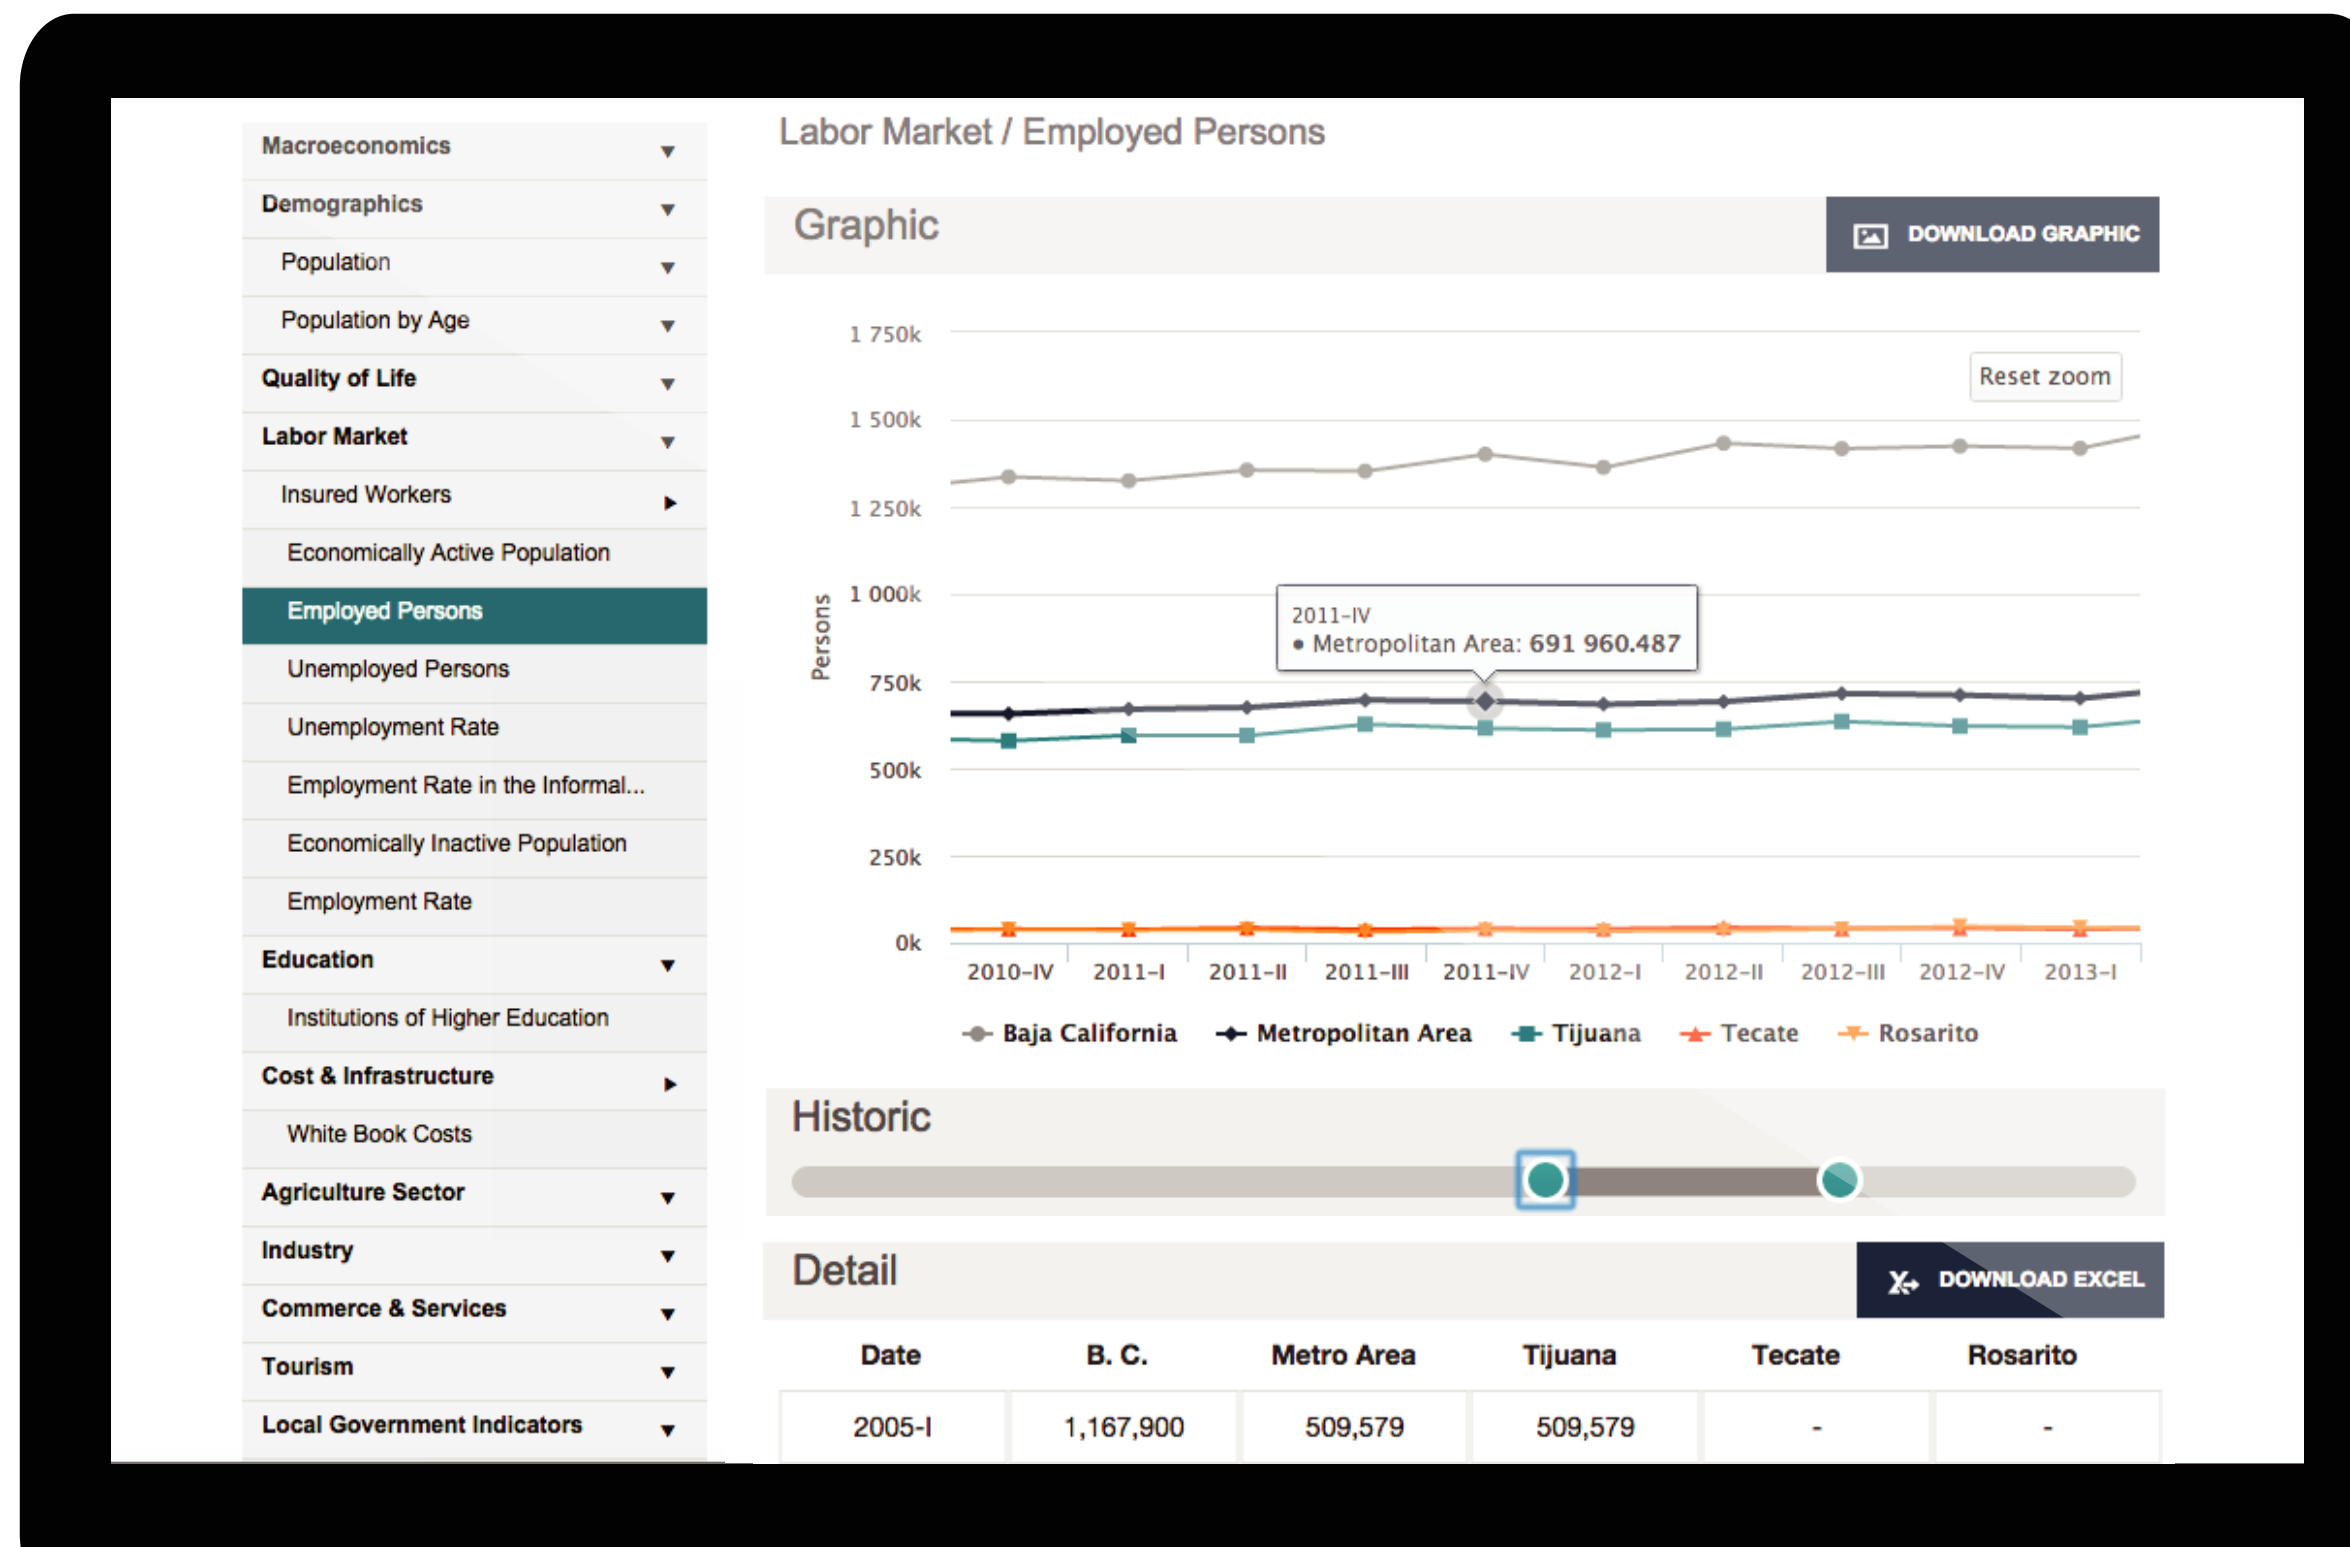 Macroeconomics
Demographics
Population
Population by Age
Quality of Life
Labor Market
Insured Workers
Economically Active Population
Employed Persons
Unemployed Persons
Unemployment Rate
Employment Rate in the Informal...
Economically Inactive Population
Employment Rate
Education
Institutions of Higher Education
Cost & Infrastructure
White Book Costs
Agriculture Sector
Industry
Commerce & Services
Tourism
Local Government Indicators
Labor Market / Employed Persons
Graphic
DOWNLOAD GRAPHIC
1 750k
Reset zoom
1 500k
1 250k
1 000k
Persons
2011-IV
• Metropolitan Area: 691 960.487
750k
500k
250k
0k
2010-IV 2011-I 2011-II 2011-III 2011-IV 2012-I 2012-II 2012-III 2012-IV 2013-I
Baja California Metropolitan Area Tijuana Tecate Rosarito
Historic
Detail
DOWNLOAD EXCEL
Date B. C. Metro Area Tijuana Tecate Rosarito
2005-I 1,167,900 509,579 509,579 - -